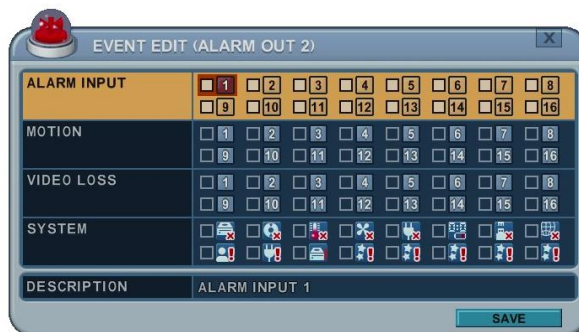 EVENT EDIT (ALARM OUT 2)
X
ALARM INPUT 1 2 3 4 5 6 7 8
9 10 11 12 13 14 15 16
MOTION 1 2 3 4 5 6 7 8
9 10 11 12 13 14 15 16
VIDEO LOSS 1 2 3 4 5 6 7 8
9 10 11 12 13 14 15 16
SYSTEM
DESCRIPTION ALARM INPUT 1
SAVE